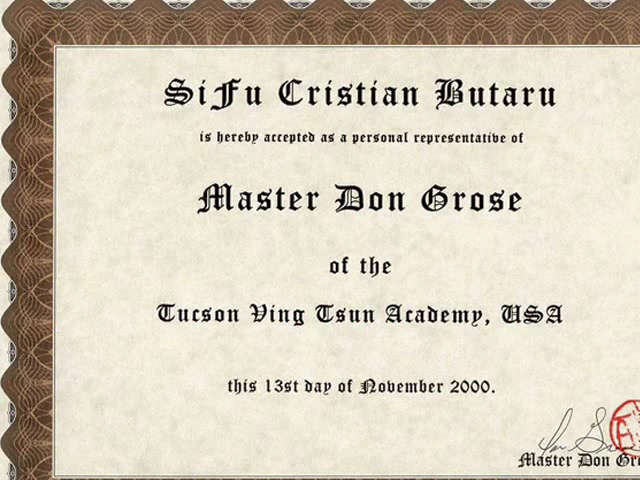 SiFu Cristian Butaru
is hereby accepted as a personal representative of
Master Don Grose
of the
Tucson Ving Tsun Academy, USA
this 13st day of November 2000.
Master Don Gro